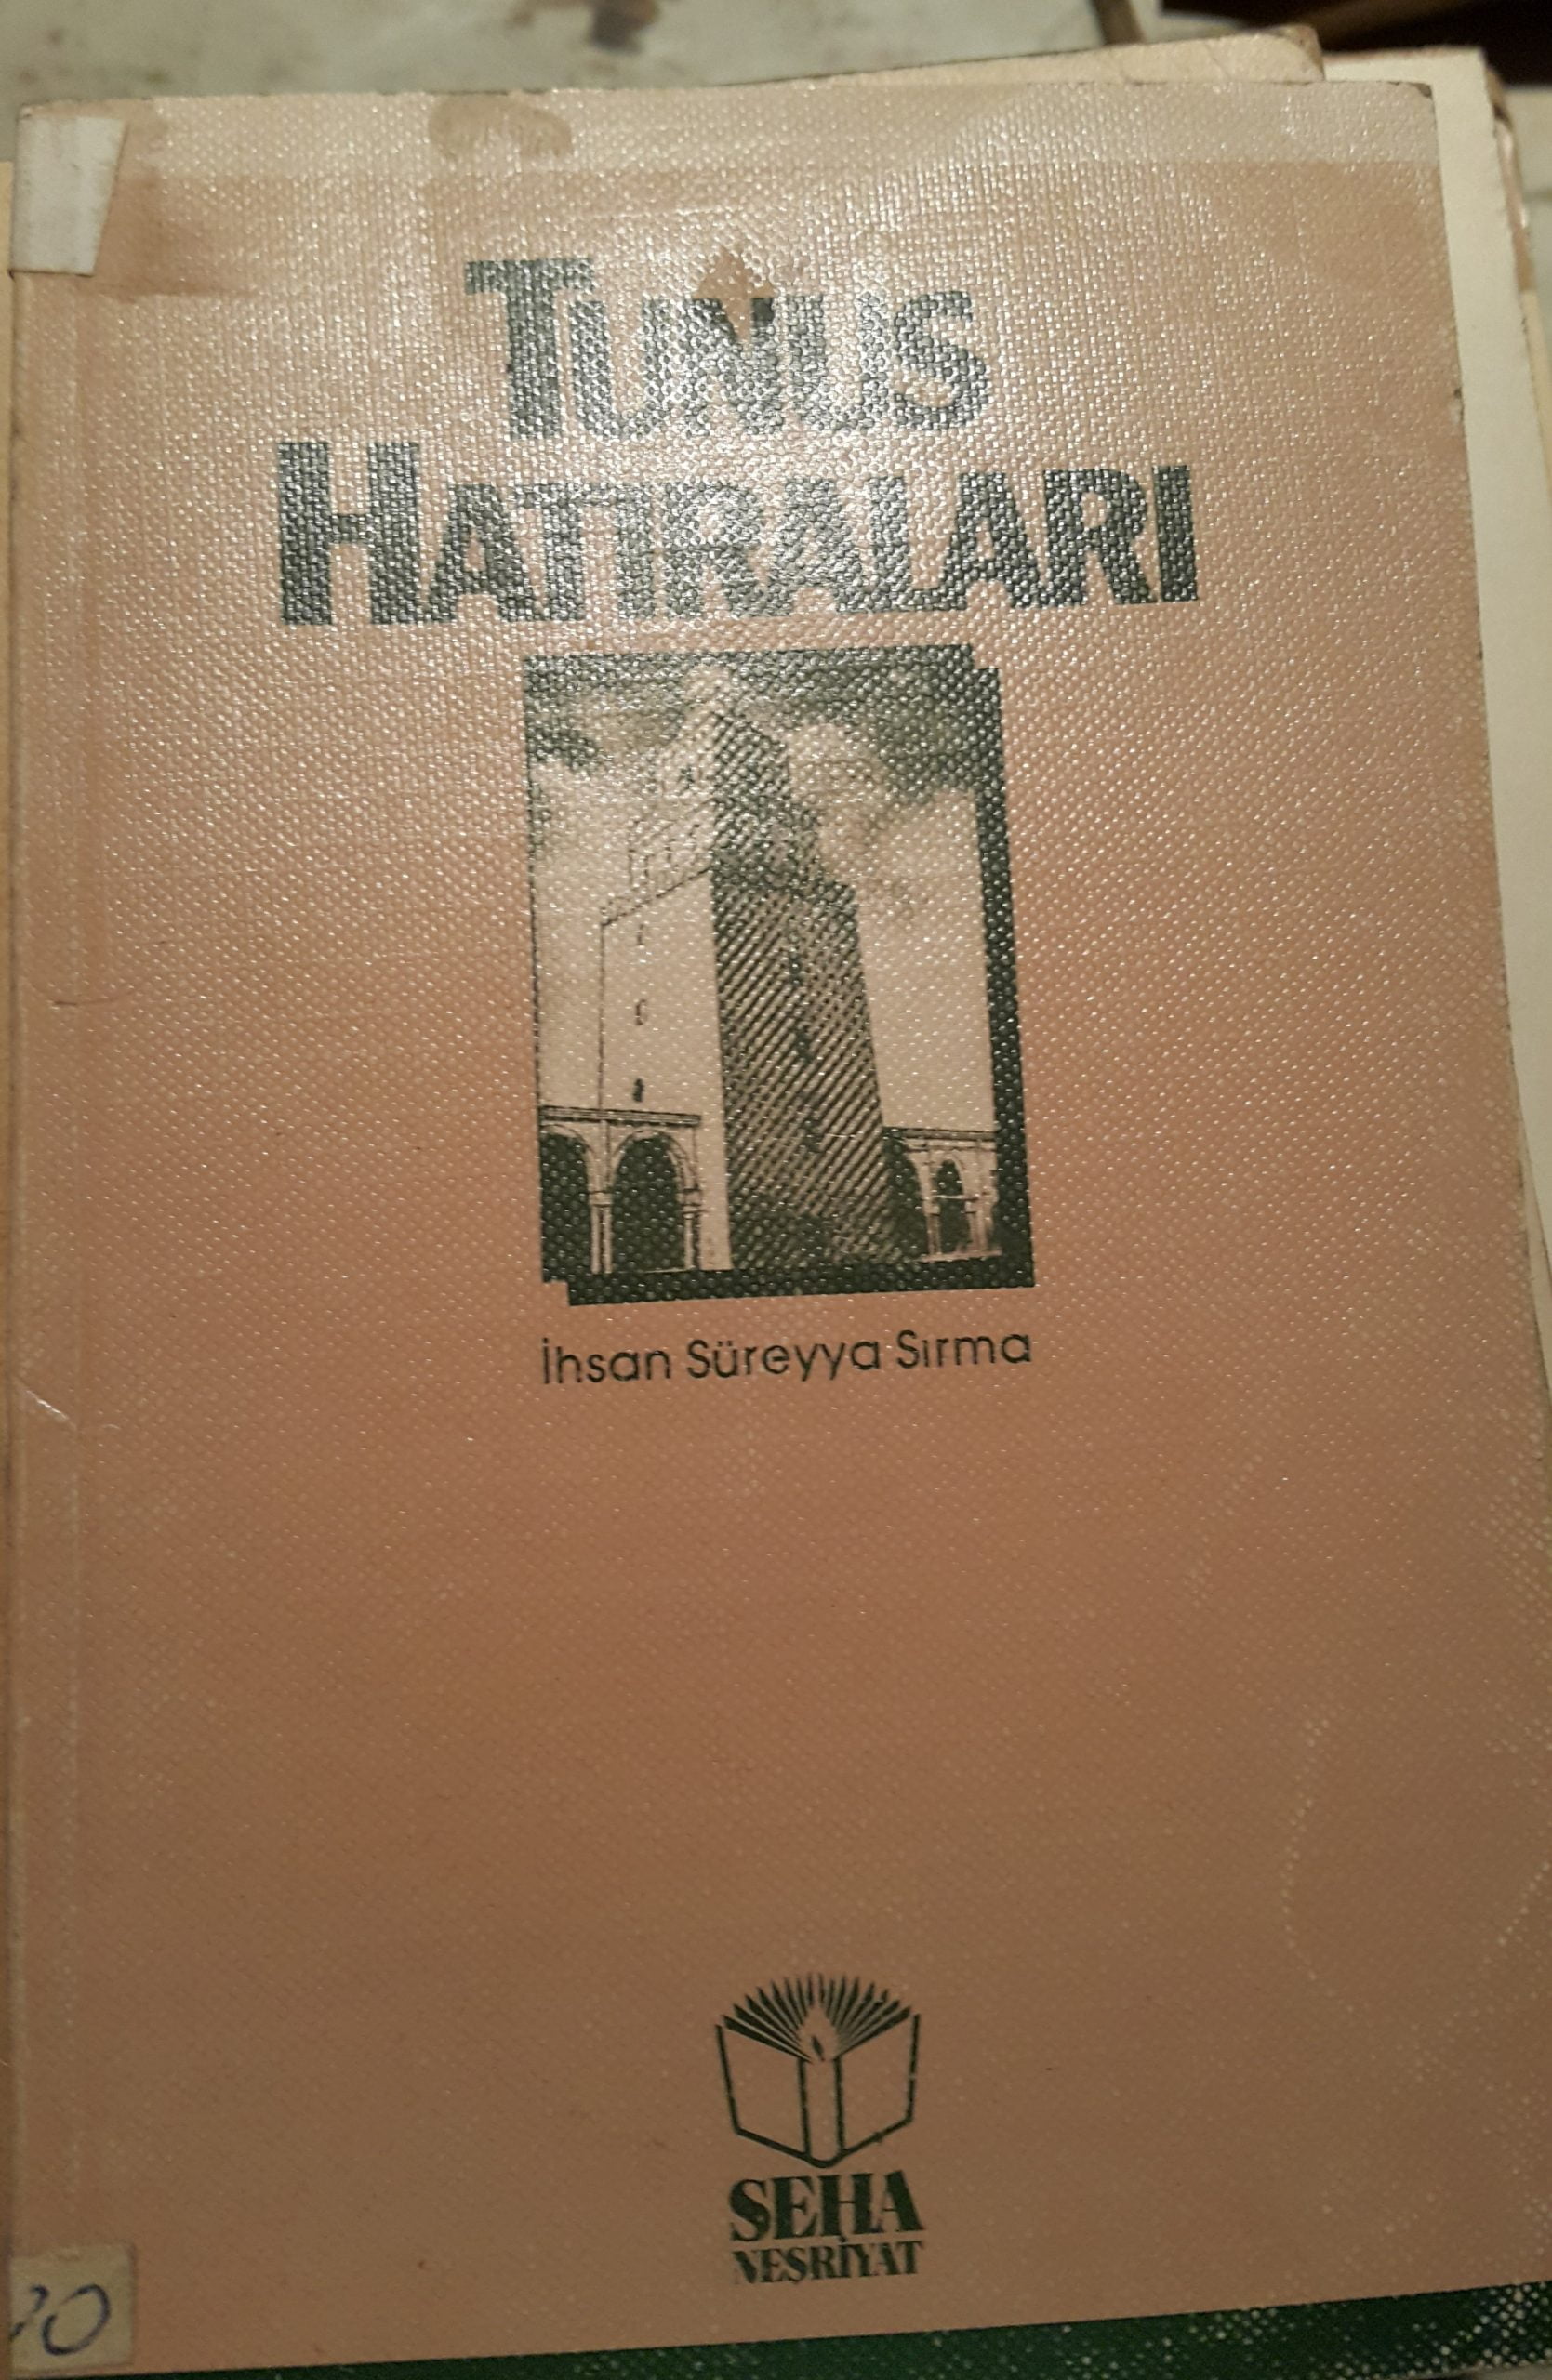 TUNUS
HATIRALARI
İhsan Süreyya Sırma
SEHA
NEŞRİYAT